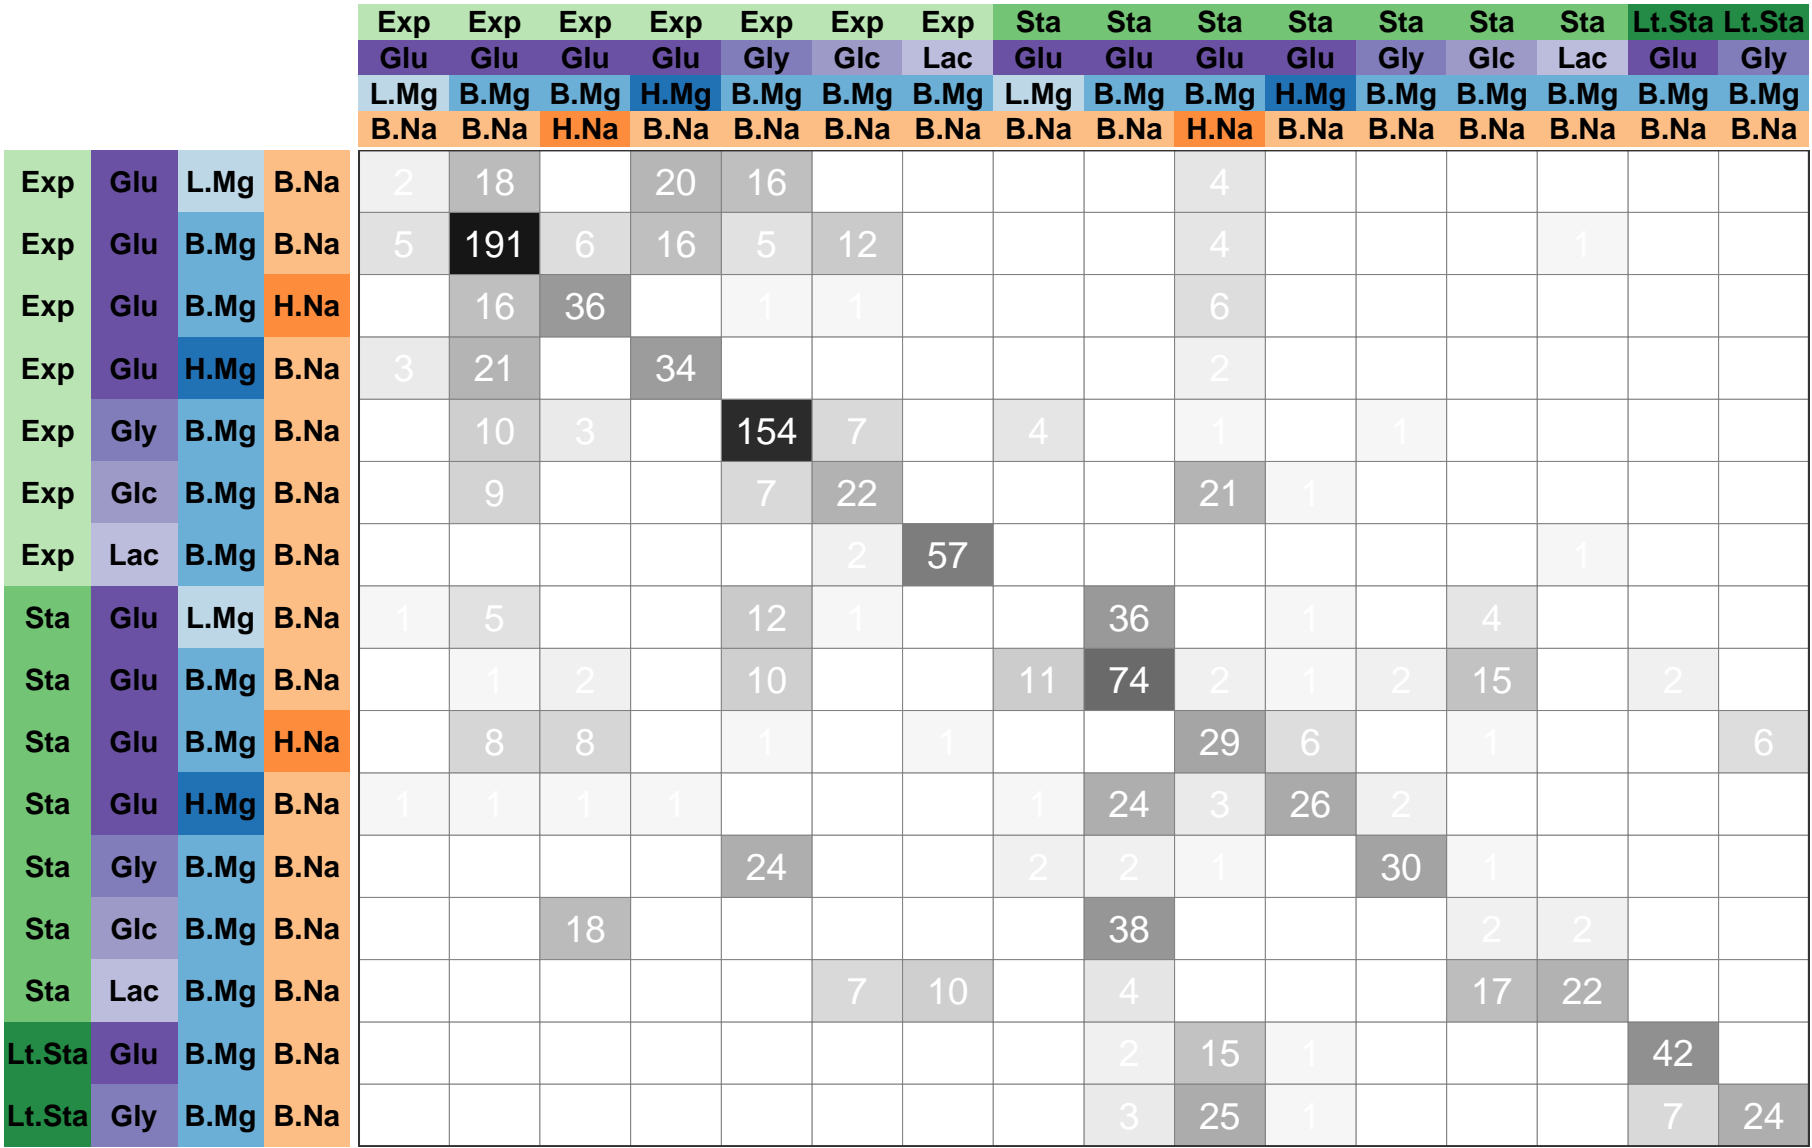 Exp Exp Exp Exp Exp Exp Exp Sta Sta Sta Sta Sta Sta Sta Lt.Sta Lt.Sta
Glu Glu Glu Glu Gly Glc Lac Glu Glu Glu Glu Gly Glc Lac Glu Gly
L.Mg B.Mg B.Mg H.Mg B.Mg B.Mg B.Mg L.Mg B.Mg B.Mg H.Mg B.Mg B.Mg B.Mg B.Mg B.Mg
B.Na B.Na H.Na B.Na B.Na B.Na B.Na B.Na B.Na H.Na B.Na B.Na B.Na B.Na B.Na B.Na
Exp Glu L.Mg B.Na 2 18 20 16 4
Exp Glu B.Mg B.Na 5 191 6 16 5 12 4 1
Exp Glu B.Mg H.Na 16 36 1 1 6
Exp Glu H.Mg B.Na 3 21 34 2
Exp Gly B.Mg B.Na 10 3 154 7 4 1 1
Exp Glc B.Mg B.Na 9 7 22 21 1
Exp Lac B.Mg B.Na 2 57 1
Sta Glu L.Mg B.Na 1 5 12 1 36 1 4
Sta Glu B.Mg B.Na 1 2 10 11 74 2 1 2 15 2
Sta Glu B.Mg H.Na 8 8 1 1 29 6 1 6
Sta Glu H.Mg B.Na 1 1 1 1 1 24 3 26 2
Sta Gly B.Mg B.Na 24 2 2 1 30 1
Sta Glc B.Mg B.Na 18 38 2 2
Sta Lac B.Mg B.Na 7 10 4 17 22
Lt.Sta Glu B.Mg B.Na 2 15 1 42
Lt.Sta Gly B.Mg B.Na 3 25 1 7 24